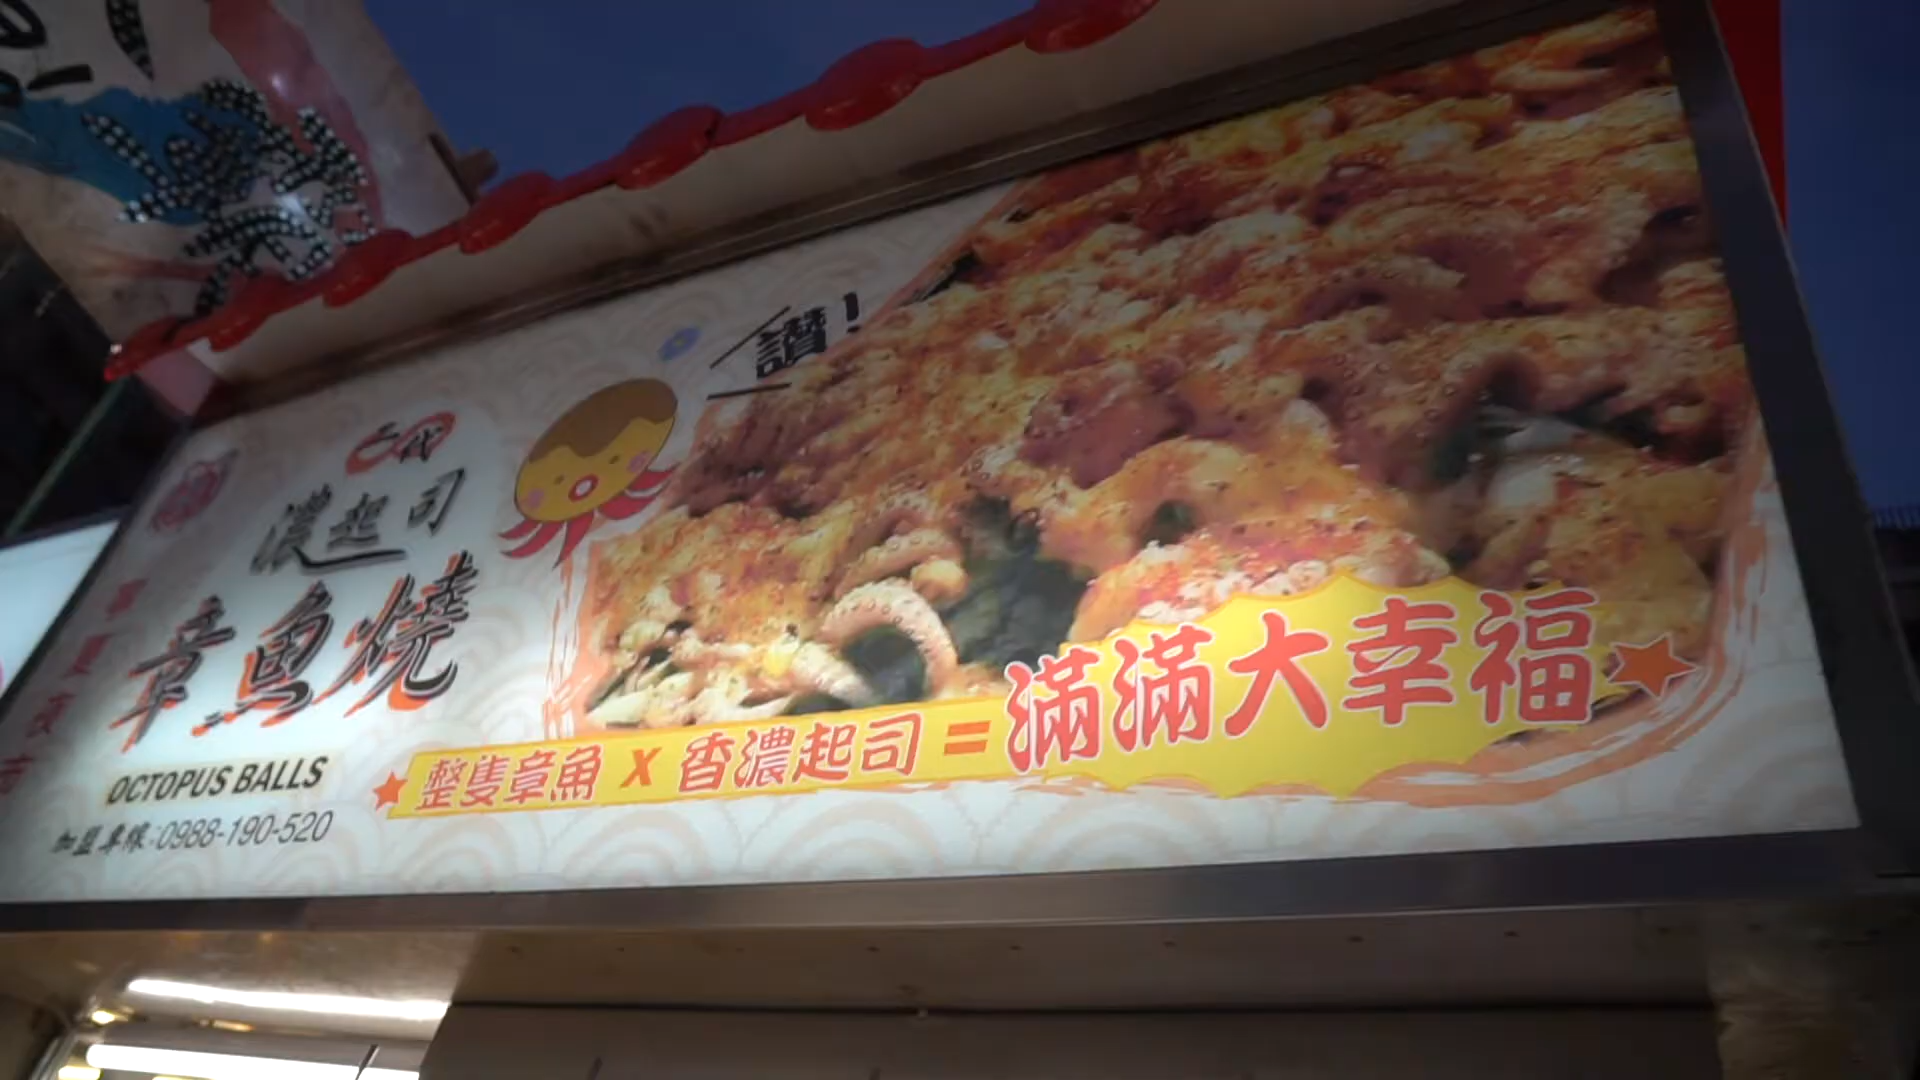 二代
濃起司
章魚燒
OCTOPUS BALLS
加盟專線:0988-190-520
讚!
整隻章魚 X 香濃起司 = 滿滿大幸福